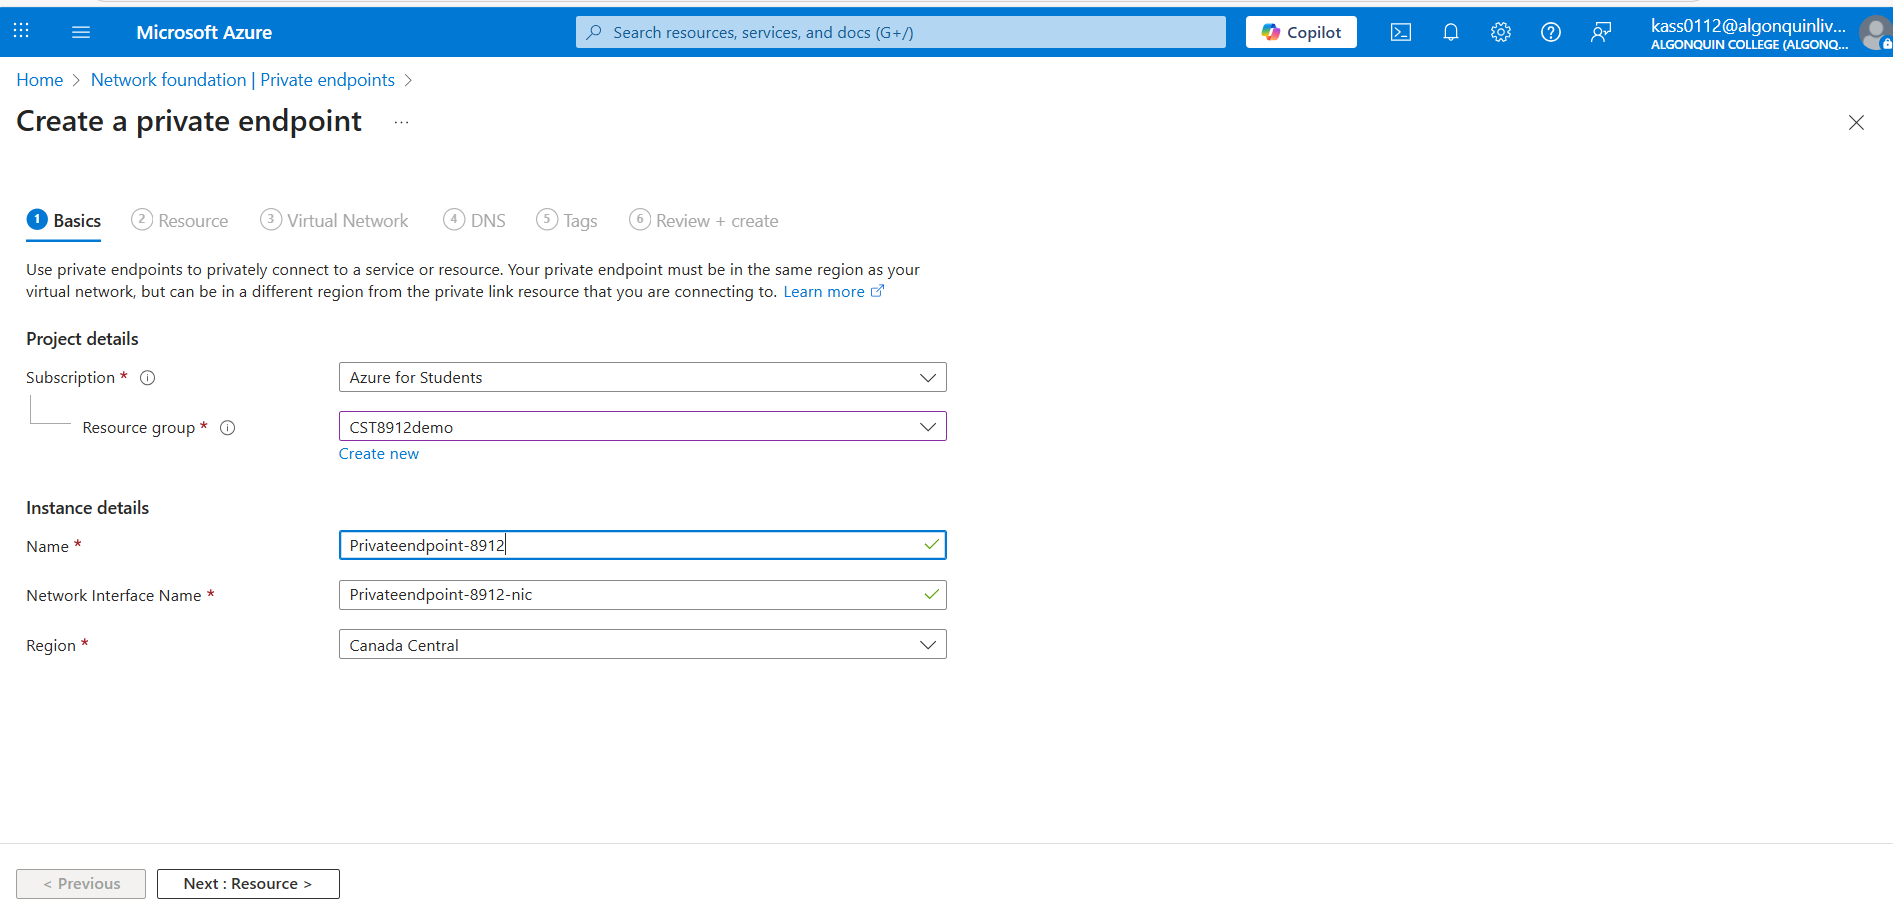 Microsoft Azure
Search resources, services, and docs (G+/)
Copilot
kass0112@algonquinliv...
ALGONQUIN COLLEGE (ALGONQ...
Home > Network foundation | Private endpoints >
Create a private endpoint ...
1 Basics 2 Resource 3 Virtual Network 4 DNS 5 Tags 6 Review + create
Use private endpoints to privately connect to a service or resource. Your private endpoint must be in the same region as your
virtual network, but can be in a different region from the private link resource that you are connecting to. Learn more
Project details
Subscription * Azure for Students
Resource group * CST8912demo
Create new
Instance details
Name * Privateendpoint-8912
Network Interface Name * Privateendpoint-8912-nic
Region * Canada Central
< Previous Next : Resource >